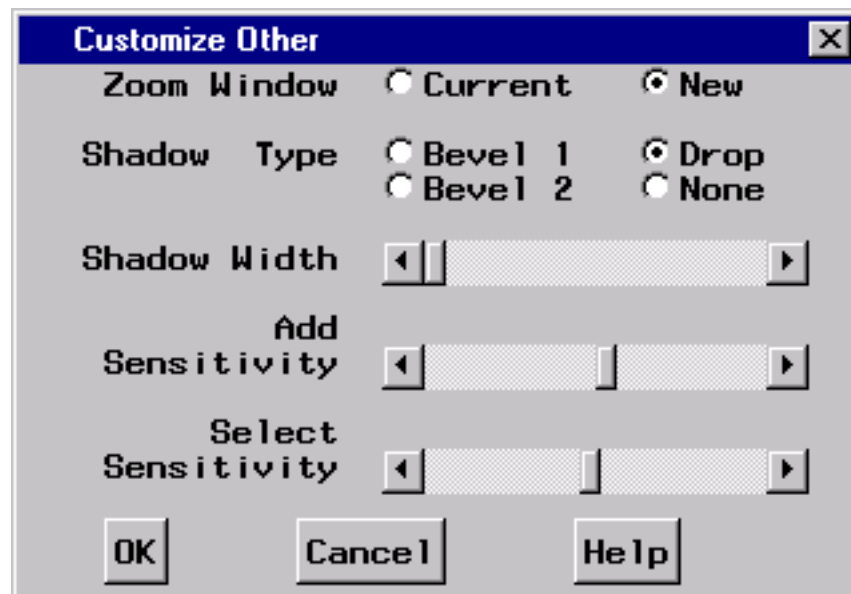 Customize Other
Zoom Window Current New
Shadow Type Bevel 1 Drop
Bevel 2 None
Shadow Width
Add
Sensitivity
Select
Sensitivity
OK Cancel Help